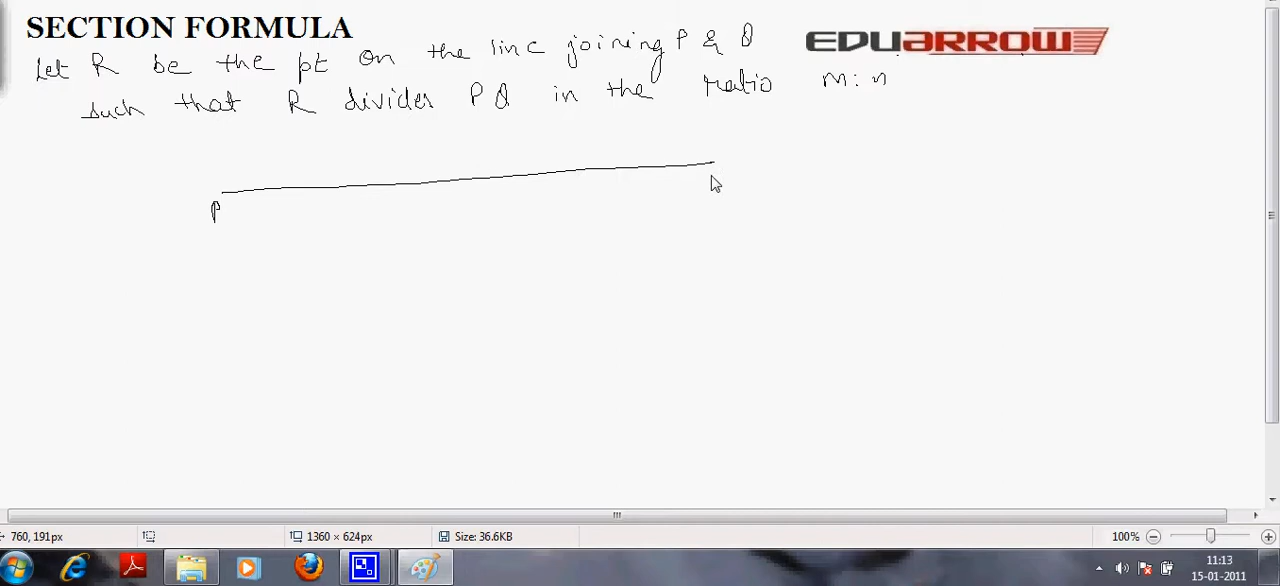 SECTION FORMULA
EDUARROW
Let R be the pt on the line joining P & Q
such that R divides PQ in the ratio m:n
P
760, 191px
1360 × 624px
Size: 36.6KB
100%
11:13
15-01-2011